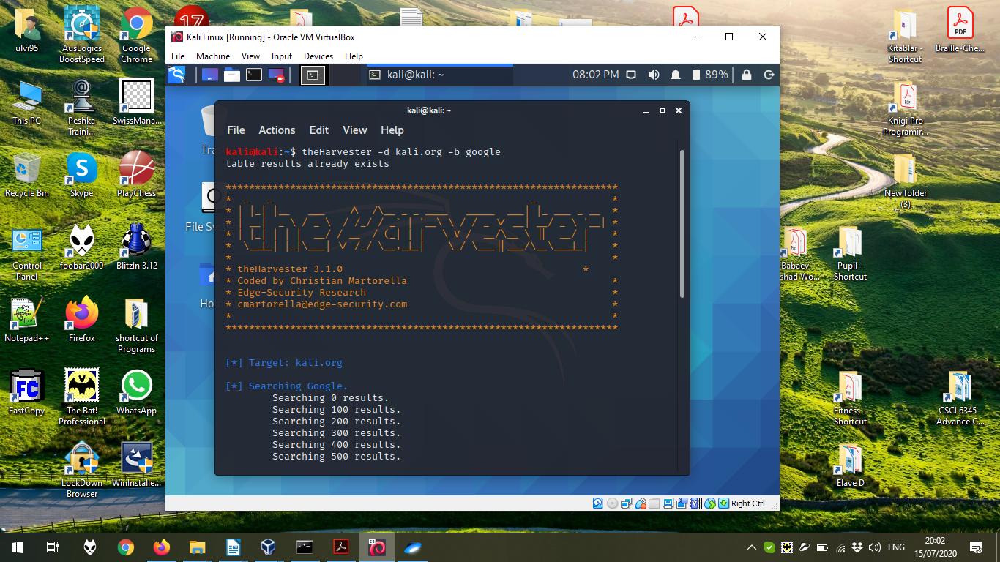 17
ulvi95
AusLogics
BoostSpeed
Google
Chrome
This PC
Peshka
Traini...
SwissMana...
Recycle Bin
Skype
PlayChess
Control
Panel
foobar2000
BlitzIn 3.12
Notepad++
Firefox
shortcut of
Programs
FC
FastCopy
The Bat!
Professional
WhatsApp
LockDown
Browser
WinInstalle...
Kali Linux [Running] - Oracle VM VirtualBox
File Machine View Input Devices Help
kali@kali: ~
08:02 PM 89%
Tra
File Sy
Ho
kali@kali: ~
File Actions Edit View Help
kali@kali:~$ theHarvester -d kali.org -b google
table results already exists
*******************************************************************
theHarvester
* theHarvester 3.1.0 *
* Coded by Christian Martorella *
* Edge-Security Research *
* cmartorella@edge-security.com *
* *
*******************************************************************
[*] Target: kali.org
[*] Searching Google.
Searching 0 results.
Searching 100 results.
Searching 200 results.
Searching 300 results.
Searching 400 results.
Searching 500 results.
Right Ctrl
Kitablar -
Shortcut
PDF
Braille-Che...
Knigi Pro
Programir...
New folder
(3)
Babaev
shad Wo...
Pupil -
Shortcut
Fitness -
Shortcut
CSCI 6345 -
Advance C...
Elave D
64
ENG
20:02
15/07/2020